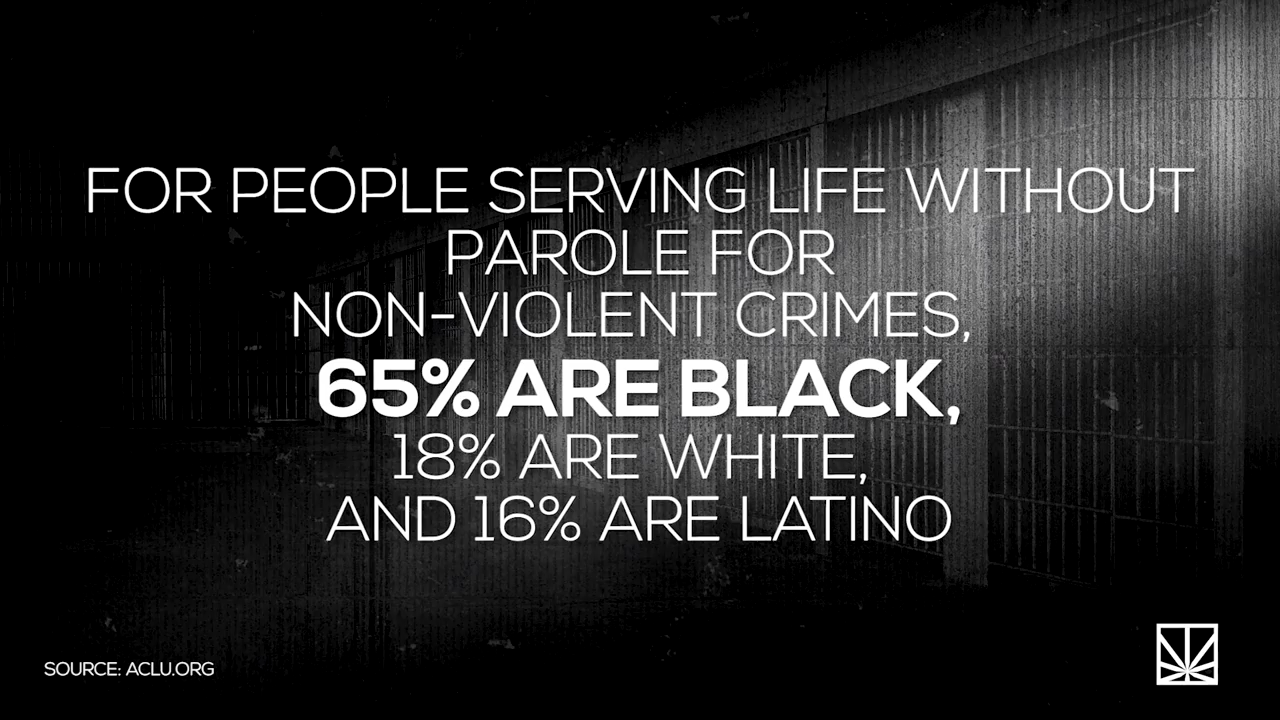 FOR PEOPLE SERVING LIFE WITHOUT
PAROLE FOR
NON-VIOLENT CRIMES,
65% ARE BLACK,
18% ARE WHITE,
AND 16% ARE LATINO
SOURCE: ACLU.ORG